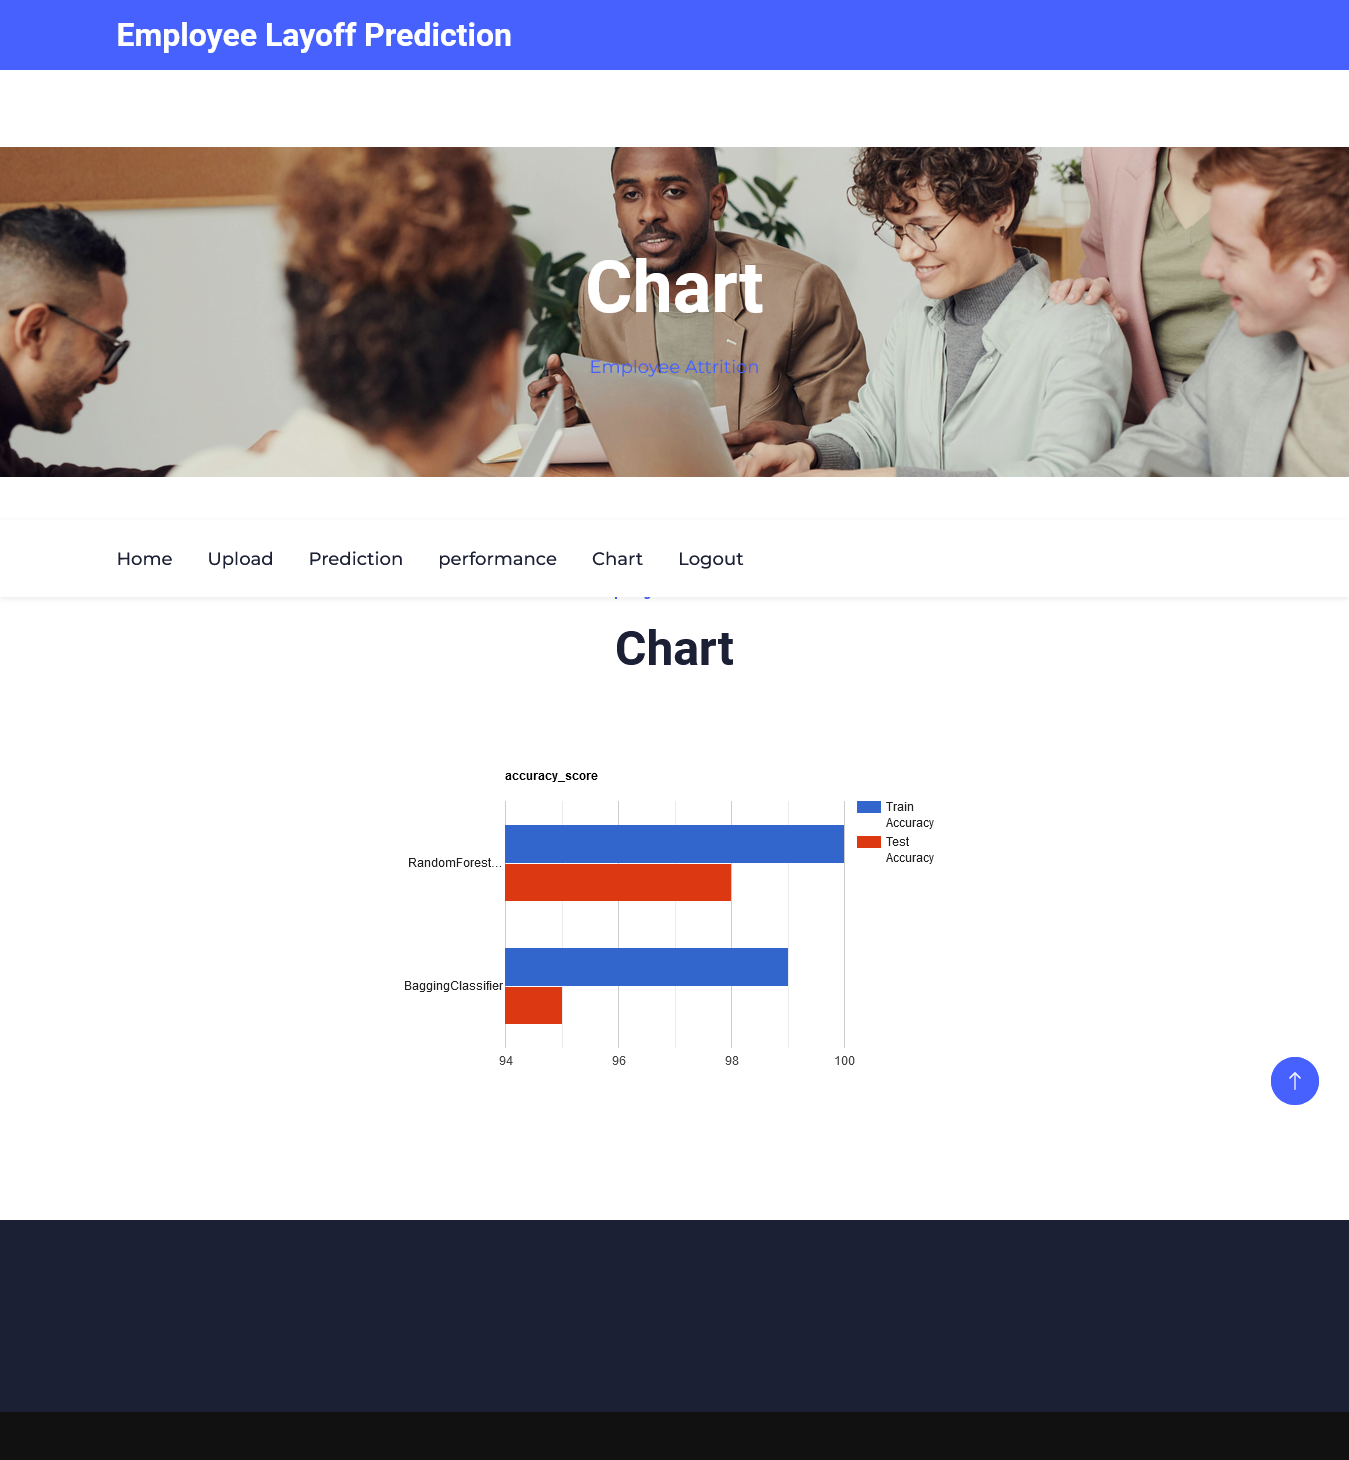 Employee Layoff Prediction
Chart
Employee Attrition
Home Upload Prediction performance Chart Logout
Chart
accuracy_score
Train
Accuracy
Test
Accuracy
RandomForest...
BaggingClassifier
94 96 98 100